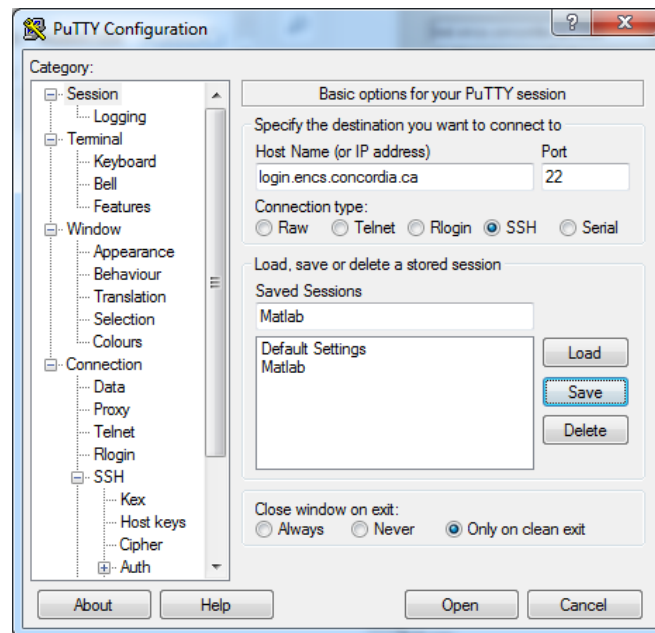 PuTTY Configuration
Category:
Session
Logging
Terminal
Keyboard
Bell
Features
Window
Appearance
Behaviour
Translation
Selection
Colours
Connection
Data
Proxy
Telnet
Rlogin
SSH
Kex
Host keys
Cipher
Auth
Basic options for your PuTTY session
Specify the destination you want to connect to
Host Name (or IP address) Port
login.encs.concordia.ca 22
Connection type:
Raw Telnet Rlogin SSH Serial
Load, save or delete a stored session
Saved Sessions
Matlab
Default Settings
Matlab
Load
Save
Delete
Close window on exit:
Always Never Only on clean exit
About Help Open Cancel